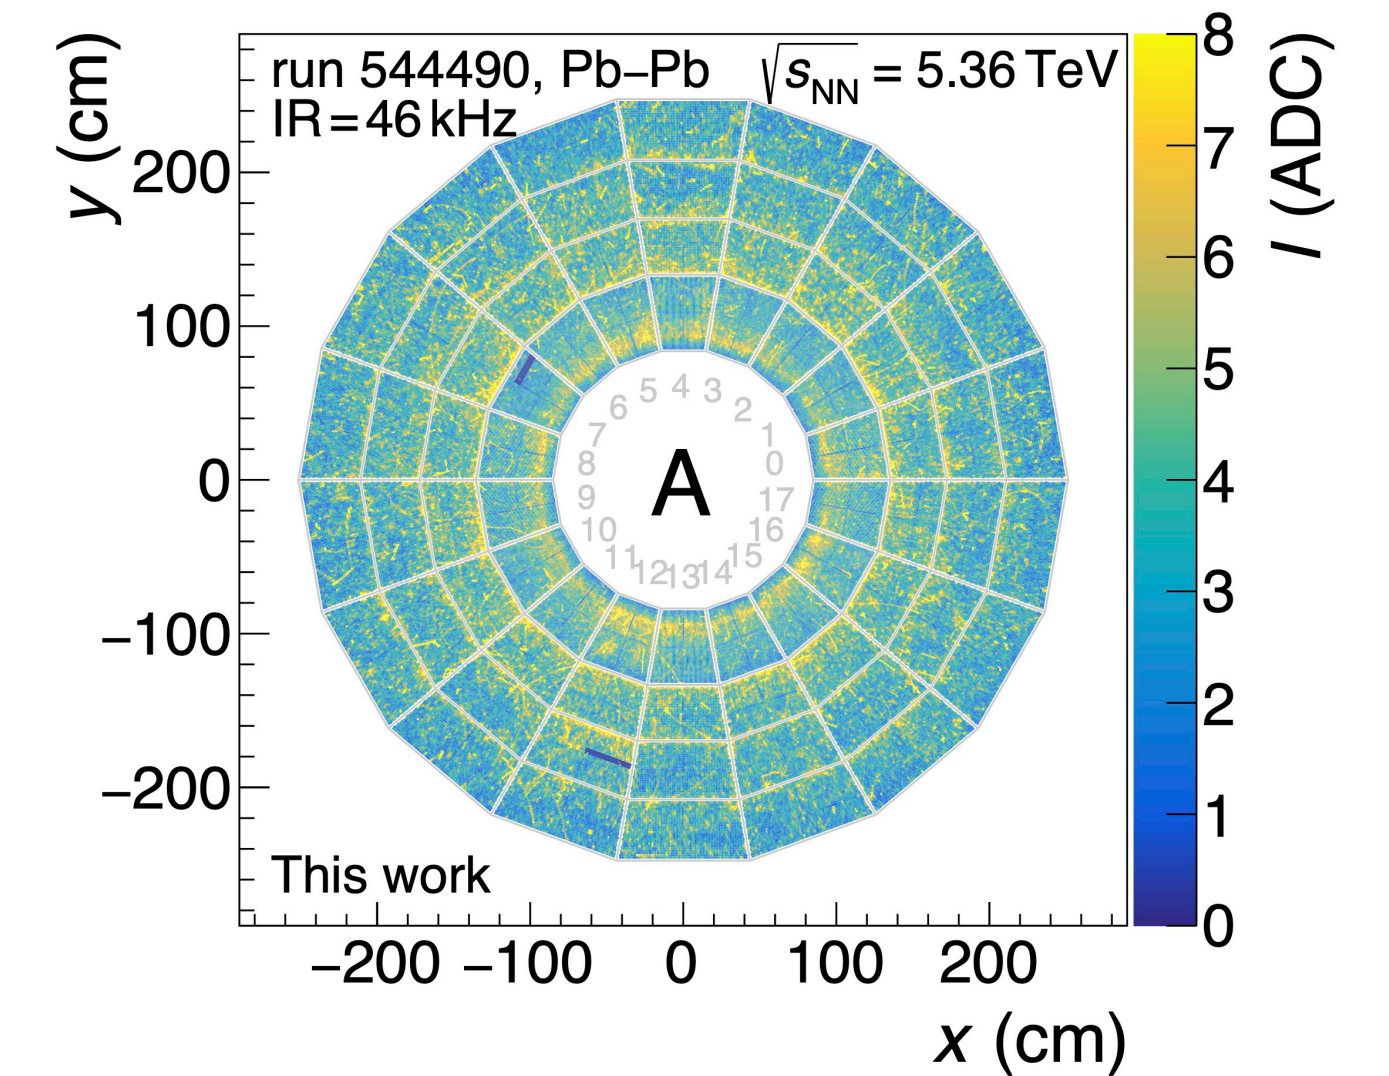 run 544490, Pb–Pb √sNN = 5.36 TeV
IR = 46 kHz
y (cm)
200
100
0
−100
−200
5 4 3
6 2
7 1
8 0
A
9 17
10 16
11 15
12 13 14
This work
−200 −100 0 100 200
x (cm)
8
7
6
5
4
3
2
1
0
I (ADC)